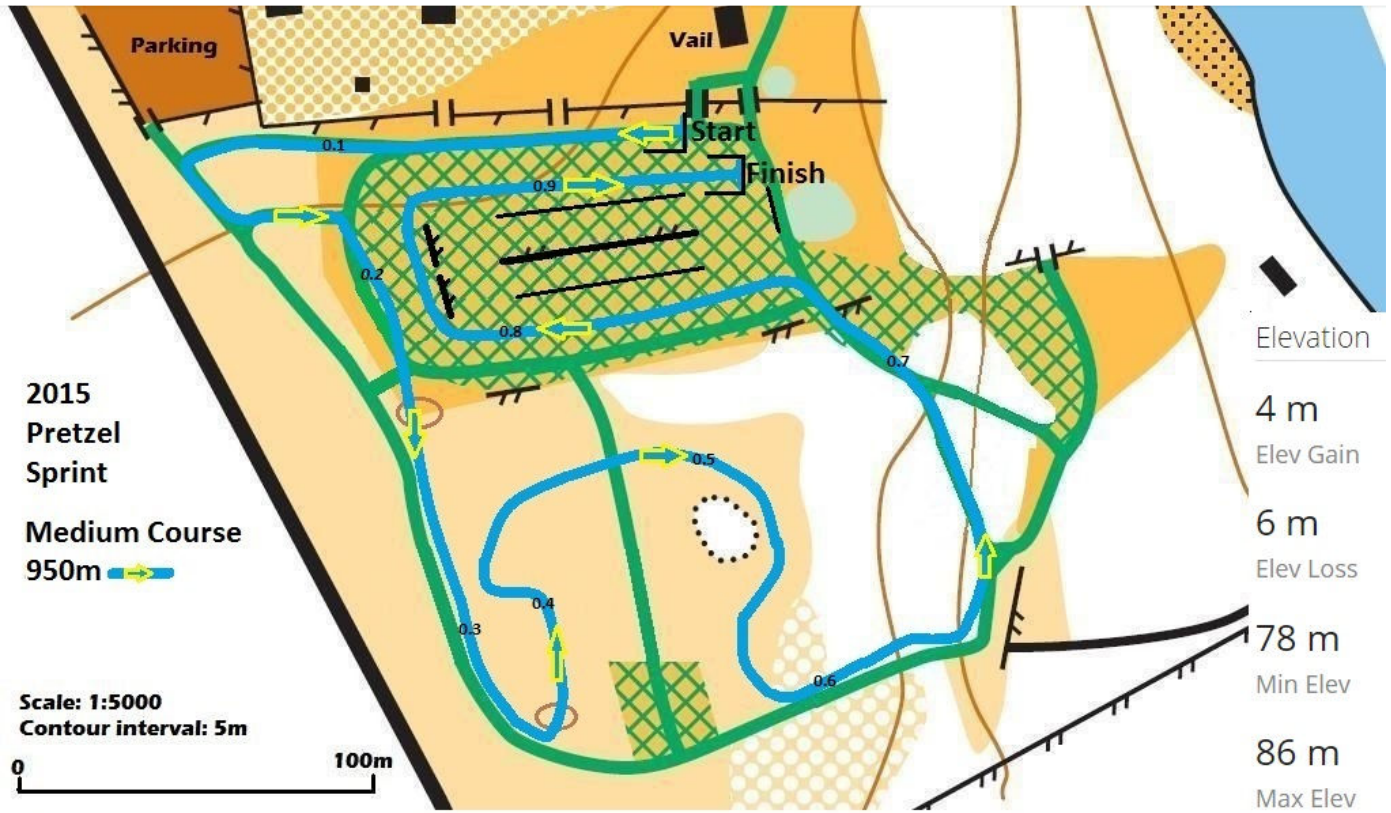 Parking
Vail
Start
0.1
Finish
0.9
0.2
0.8
Elevation
0.7
2015
Pretzel
Sprint
4 m
Elev Gain
0.5
6 m
Medium Course
Elev Loss
950m
0.4
0.3
78 m
0.6
Min Elev
Scale: 1:5000
Contour interval: 5m
86 m
0
100m
Max Elev